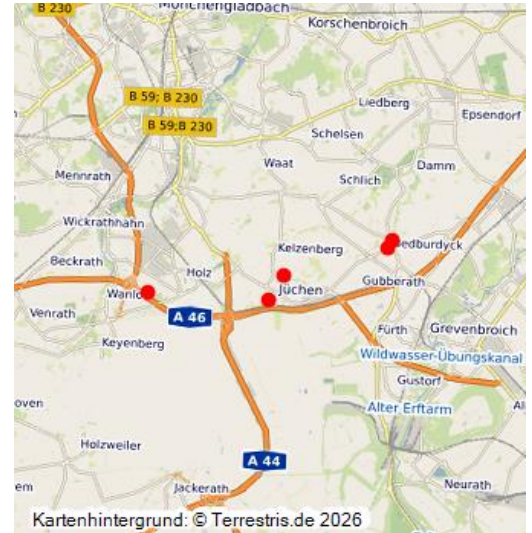 B 230
Mönchengladbach
Korschenbroich
B 59; B 230
Liedberg
Epsendorf
B 59;B 230
Schelsen
Waat
Damm
Mennrath
Schlich
Wickrathhahn
Kelzenberg
Bedburdyck
Beckrath
Holz
Gubberath
Jüchen
Venrath
A 46
Keyenberg
Fürth
Grevenbroich
Wildwasser-Übungskanal
Gustorf
Alter Erftarm
Holzweiler
A 44
Jackerath
Neurath
Kartenhintergrund: © Terrestris.de 2026